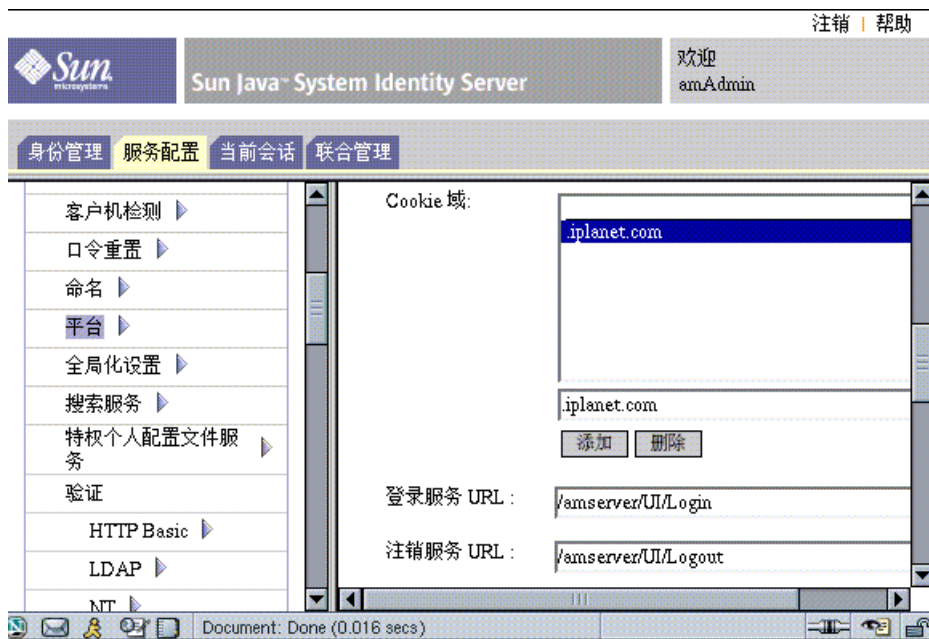 注销 | 帮助
Sun
microsystems
Sun Java™ System Identity Server
欢迎
amAdmin
身份管理 服务配置 当前会话 联合管理
客户机检测
口令重置
命名
平台
全局化设置
搜索服务
特权个人配置文件服
务
验证
HTTP Basic
LDAP
NT
Cookie 域:
.iplanet.com
.iplanet.com
添加 删除
登录服务 URL :
/amserver/UI/Login
注销服务 URL :
/amserver/UI/Logout
Document: Done (0.016 secs)